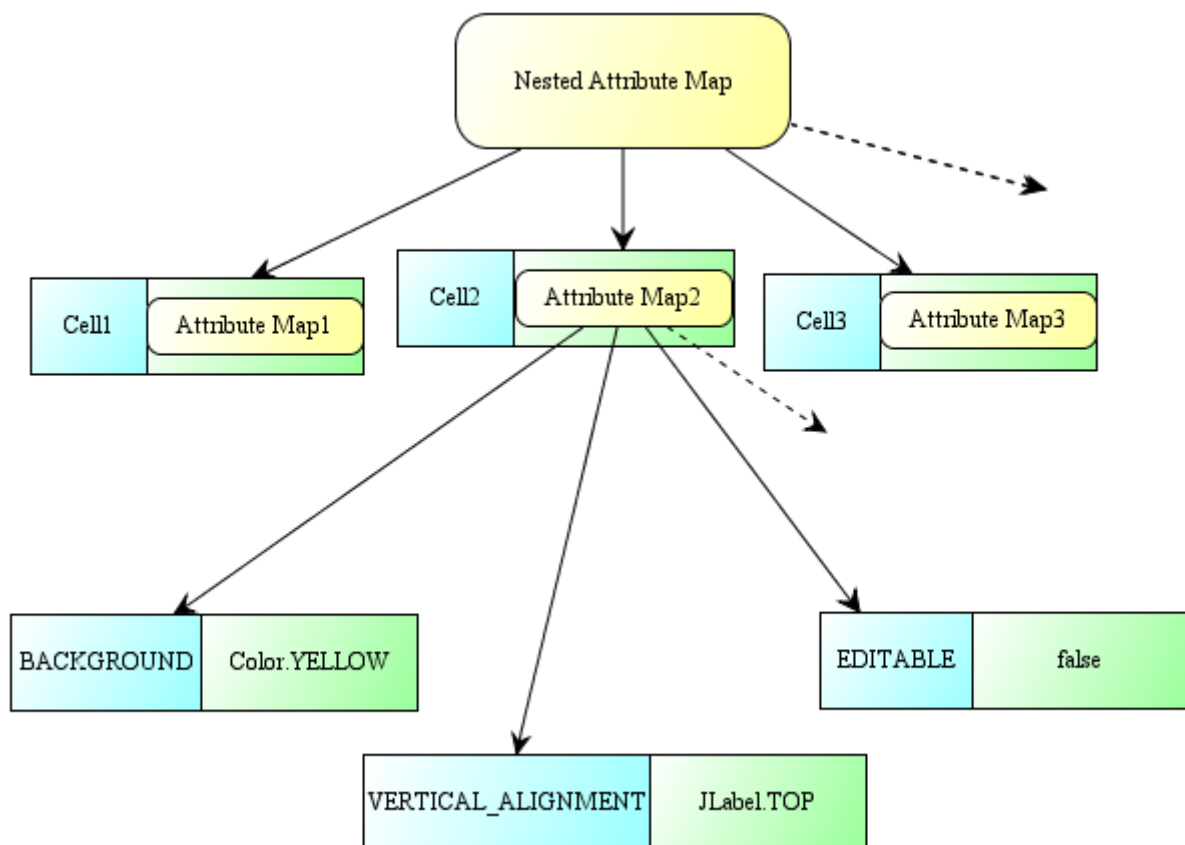 Nested Attribute Map
Cell1
Attribute Map1
Cell2
Attribute Map2
Cell3
Attribute Map3
BACKGROUND
Color.YELLOW
EDITABLE
false
VERTICAL_ALIGNMENT
JLabel.TOP